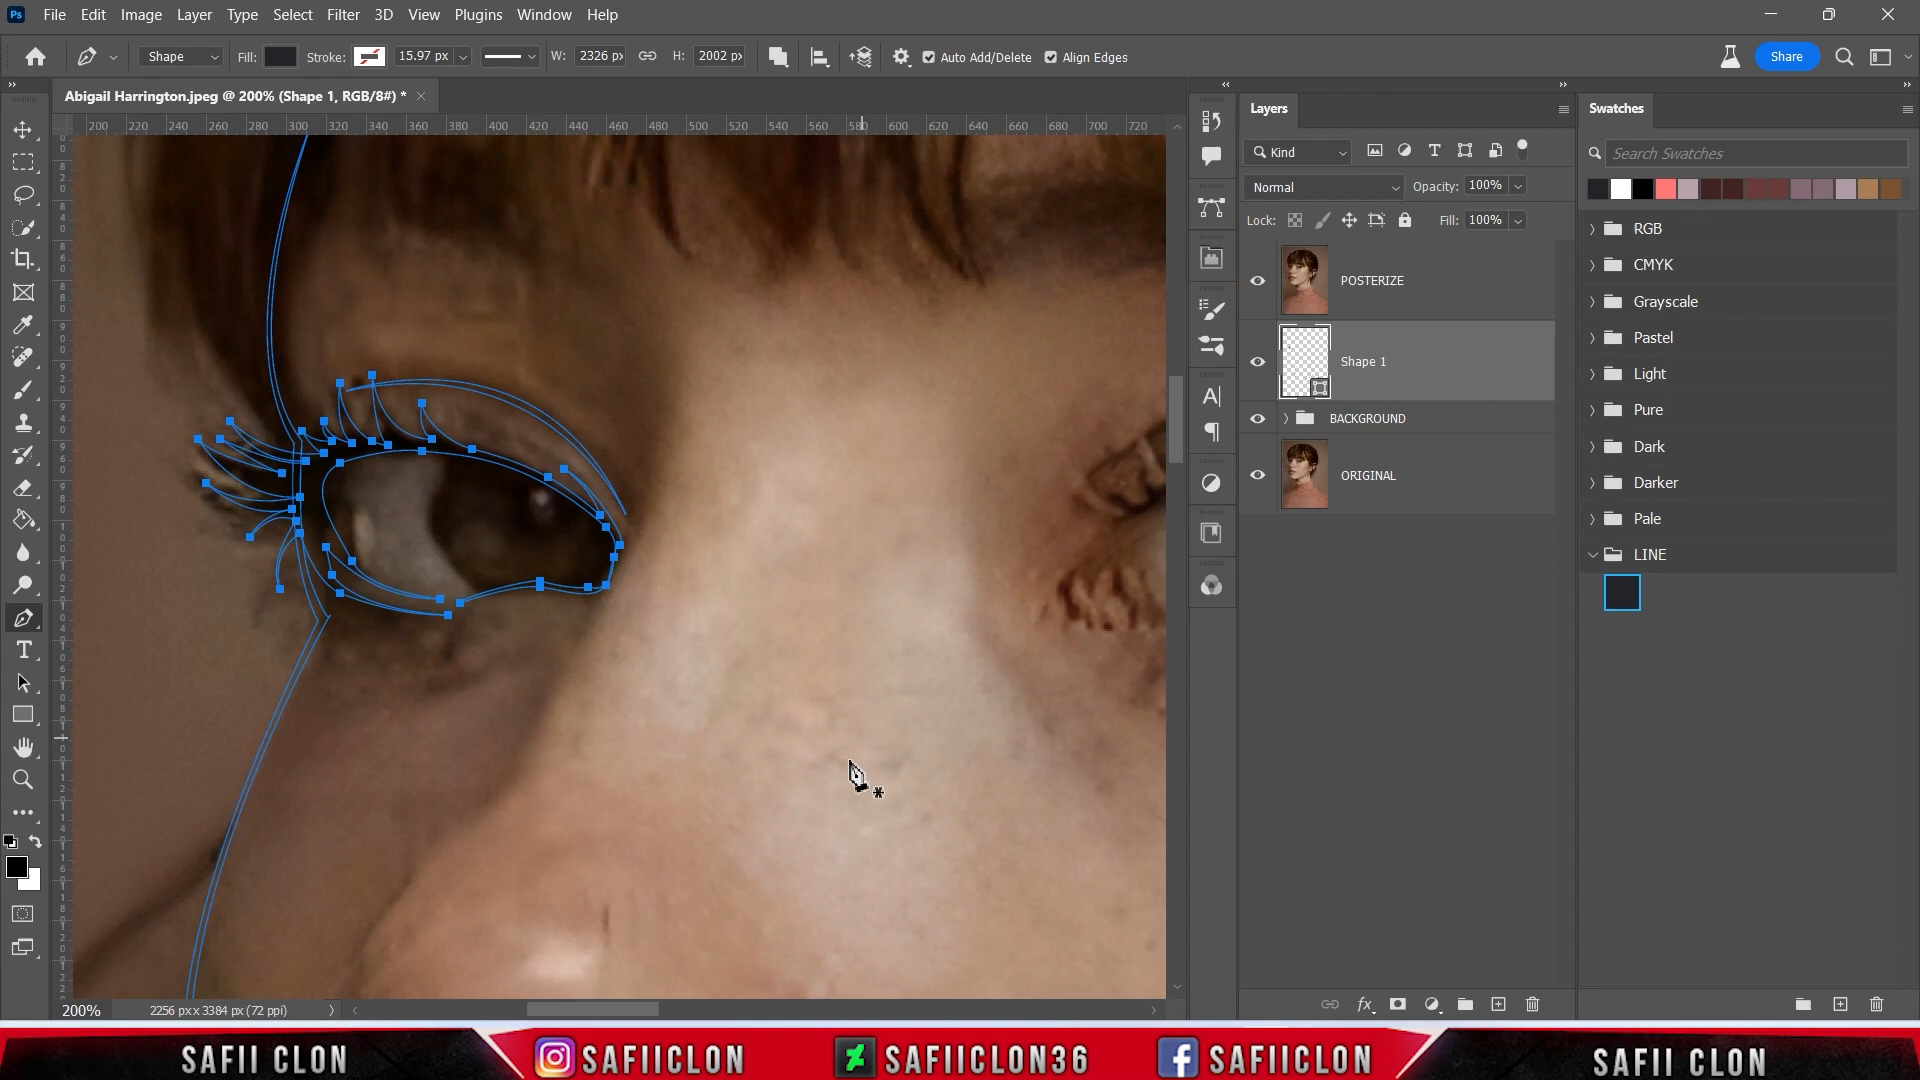 File Edit Image Layer Type Select Filter 3D View Plugins Window Help
Shape Fill: Stroke: 15.97 px W: 2326 px H: 2002 px Auto Add/Delete Align Edges Share
Abigail Harrington.jpeg @ 200% (Shape 1, RGB/8#) *
200 220 240 260 280 300 320 340 360 380 400 420 440 460 480 500 520 540 560 580 600 620 640 660 680 700 720
Layers
Kind
Normal Opacity: 100%
Lock: Fill: 100%
POSTERIZE
Shape 1
BACKGROUND
ORIGINAL
Swatches
Search Swatches
RGB
CMYK
Grayscale
Pastel
Light
Pure
Dark
Darker
Pale
LINE
200% 2256 px x 3384 px (72 ppi)
SAFII CLON SAFIICLON SAFIICLON36 SAFIICLON SAFII CLON